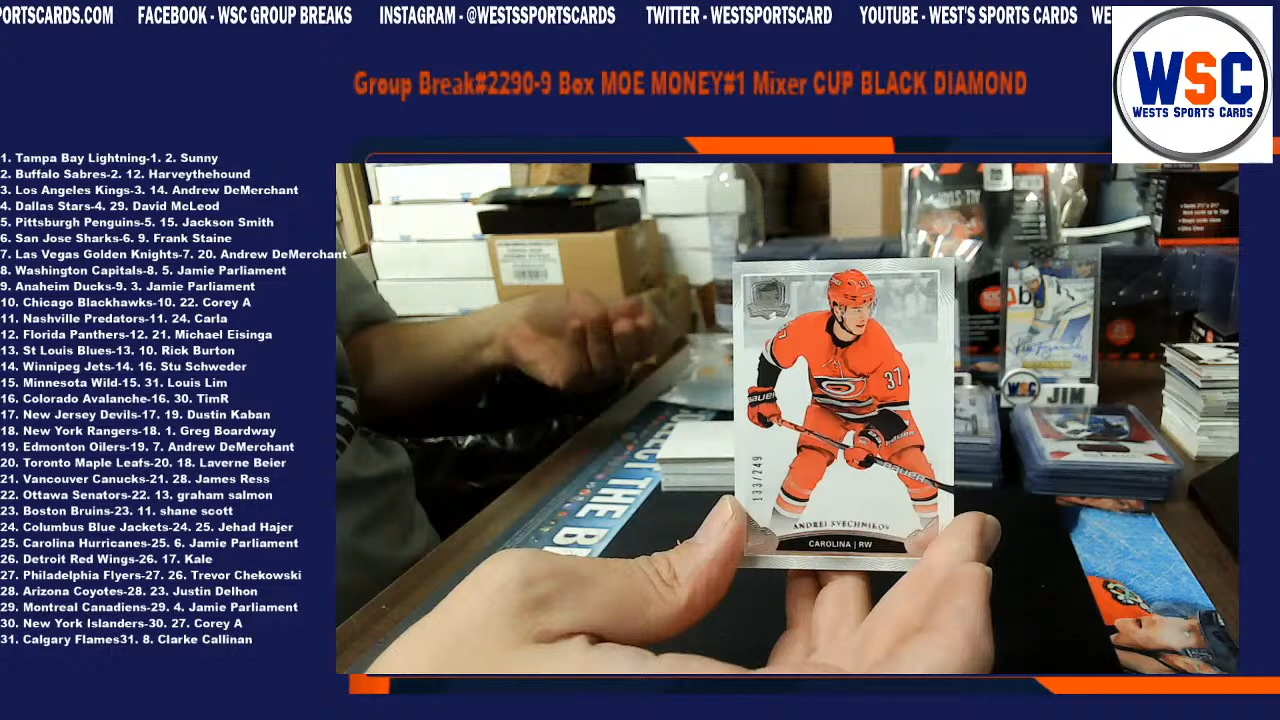 PORTSCARDS.COM FACEBOOK - WSC GROUP BREAKS INSTAGRAM - @WESTSSPORTSCARDS TWITTER - WESTSPORTSCARD YOUTUBE - WEST'S SPORTS CARDS WE
WSC
WESTS SPORTS CARDS
Group Break#2290-9 Box MOE MONEY#1 Mixer CUP BLACK DIAMOND
1. Tampa Bay Lightning-1. 2. Sunny
2. Buffalo Sabres-2. 12. Harveythehound
3. Los Angeles Kings-3. 14. Andrew DeMerchant
4. Dallas Stars-4. 29. David McLeod
5. Pittsburgh Penguins-5. 15. Jackson Smith
6. San Jose Sharks-6. 9. Frank Staine
7. Las Vegas Golden Knights-7. 20. Andrew DeMerchant
8. Washington Capitals-8. 5. Jamie Parliament
9. Anaheim Ducks-9. 3. Jamie Parliament
10. Chicago Blackhawks-10. 22. Corey A
11. Nashville Predators-11. 24. Carla
12. Florida Panthers-12. 21. Michael Eisinga
13. St Louis Blues-13. 10. Rick Burton
14. Winnipeg Jets-14. 16. Stu Schweder
15. Minnesota Wild-15. 31. Louis Lim
16. Colorado Avalanche-16. 30. TimR
17. New Jersey Devils-17. 19. Dustin Kaban
18. New York Rangers-18. 1. Greg Boardway
19. Edmonton Oilers-19. 7. Andrew DeMerchant
20. Toronto Maple Leafs-20. 18. Laverne Beier
21. Vancouver Canucks-21. 28. James Ress
22. Ottawa Senators-22. 13. graham salmon
23. Boston Bruins-23. 11. shane scott
24. Columbus Blue Jackets-24. 25. Jehad Hajer
25. Carolina Hurricanes-25. 6. Jamie Parliament
26. Detroit Red Wings-26. 17. Kale
27. Philadelphia Flyers-27. 26. Trevor Chekowski
28. Arizona Coyotes-28. 23. Justin Delhon
29. Montreal Canadiens-29. 4. Jamie Parliament
30. New York Islanders-30. 27. Corey A
31. Calgary Flames31. 8. Clarke Callinan
37
37
BAUER
BAUER
133/249
ANDREI SVECHNIKOV
CAROLINA | RW
WSC JIM
THE B